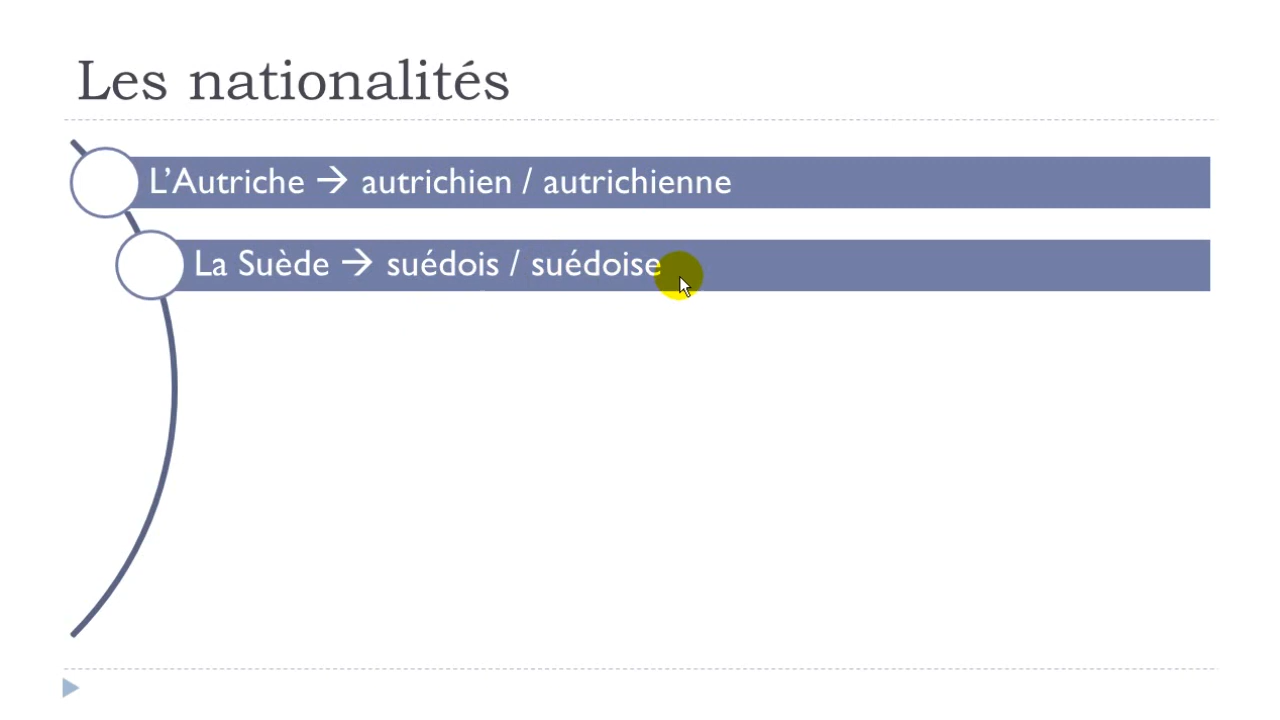 Les nationalités
L’Autriche → autrichien / autrichienne
La Suède → suédois / suédoise